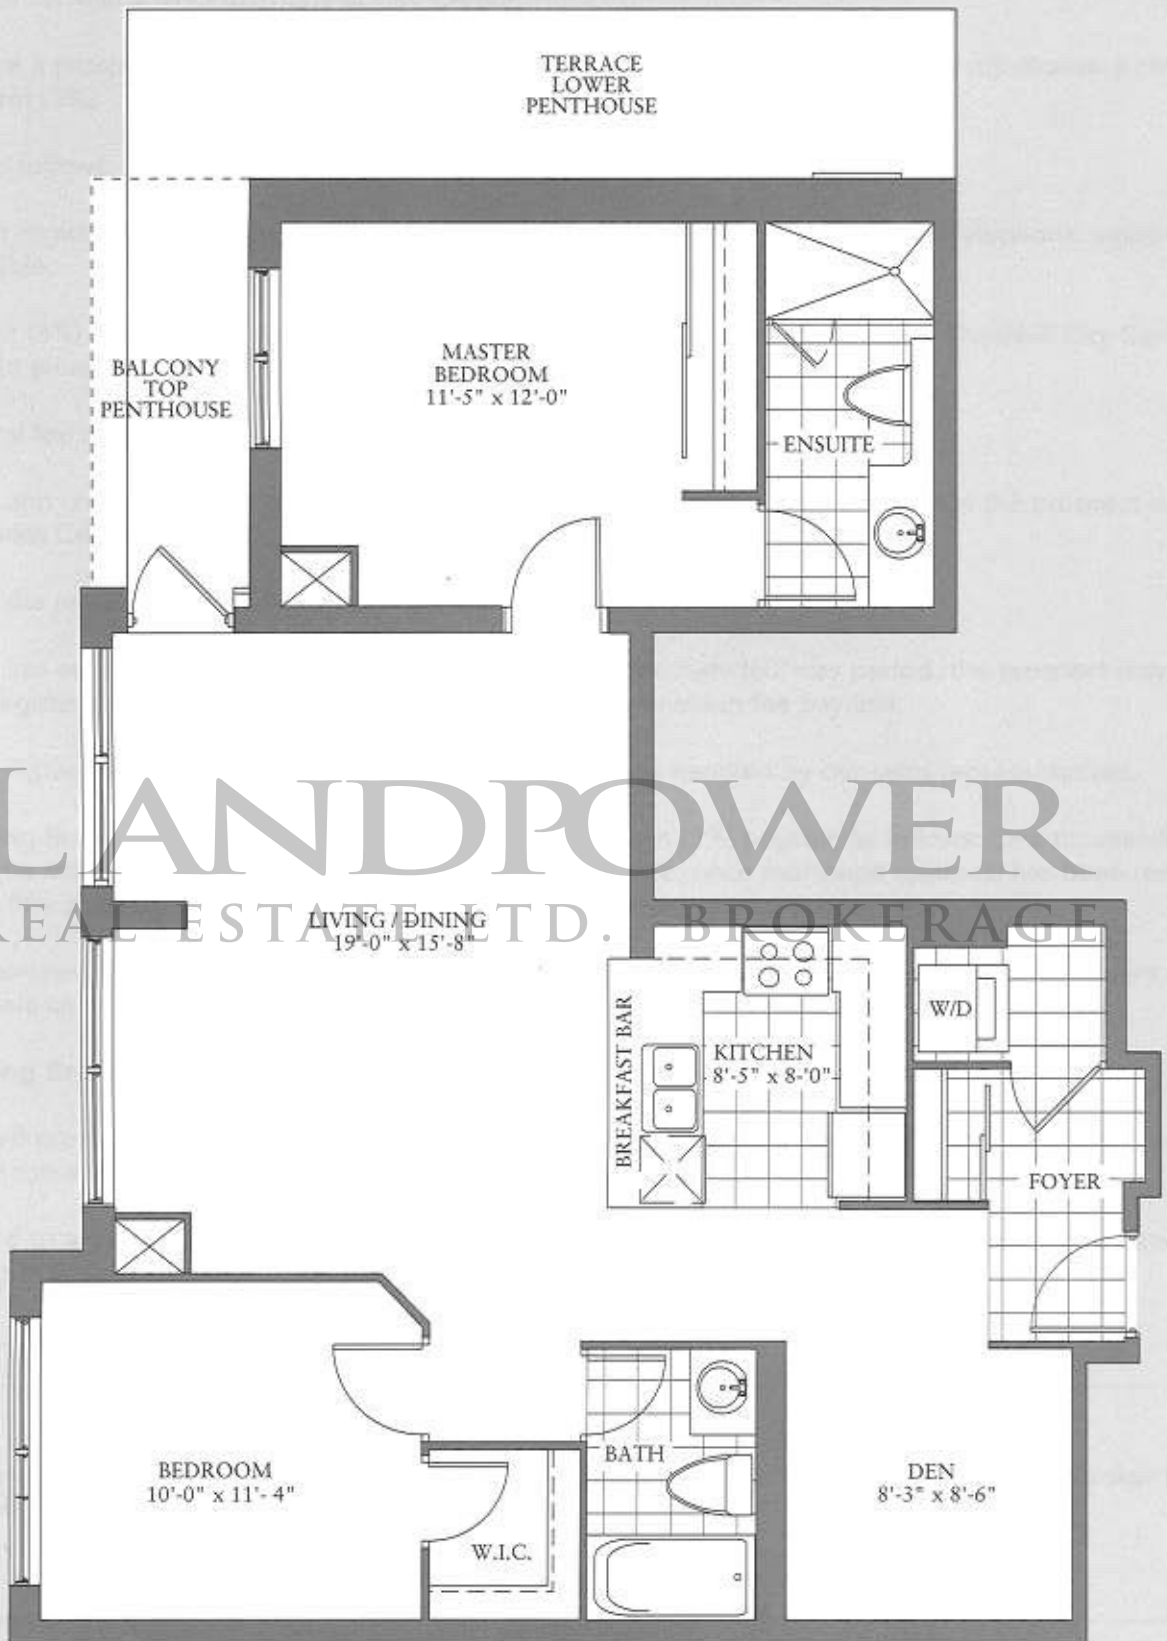 TERRACE
LOWER
PENTHOUSE
BALCONY
TOP
PENTHOUSE
MASTER
BEDROOM
11'-5" x 12'-0"
ENSUITE
LANDPOWER
REAL ESTATE LTD. BROKERAGE
LIVING / DINING
19'-0" x 15'-8"
BREAKFAST BAR
KITCHEN
8'-5" x 8-'0"
W/D
FOYER
BEDROOM
10'-0" x 11'- 4"
W.I.C.
BATH
DEN
8'-3" x 8'-6"